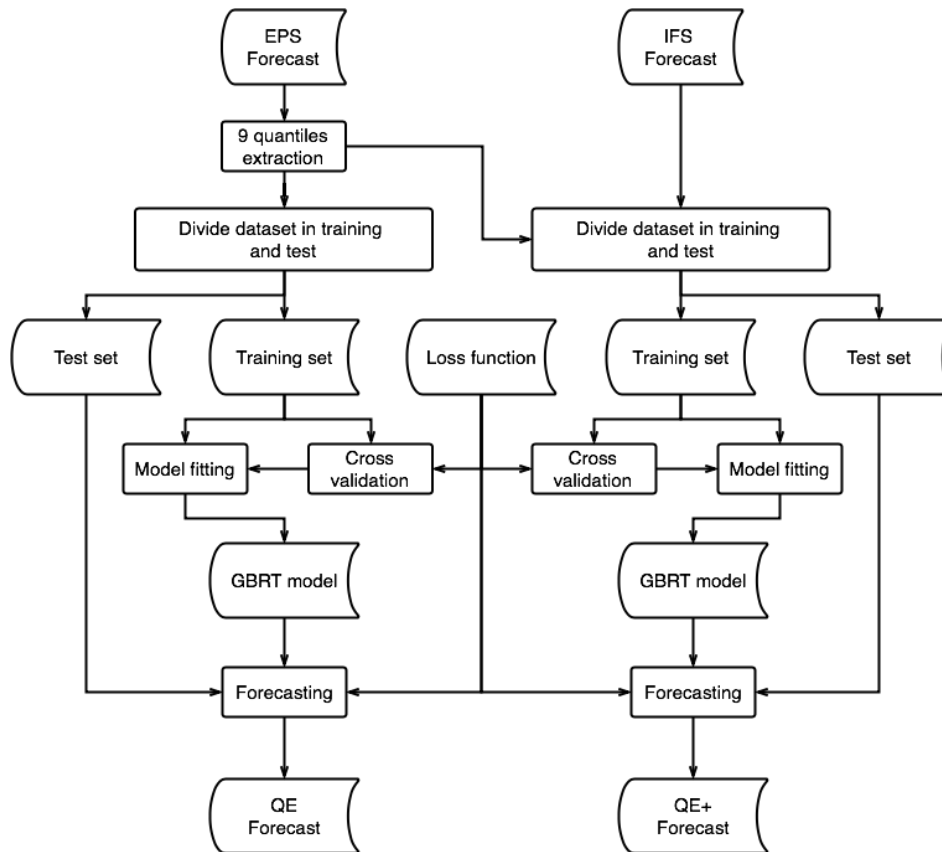 EPS
Forecast
IFS
Forecast
9 quantiles
extraction
Divide dataset in training
and test
Divide dataset in training
and test
Test set
Training set
Loss function
Training set
Test set
Model fitting
Cross
validation
Cross
validation
Model fitting
GBRT model
GBRT model
Forecasting
Forecasting
QE
Forecast
QE+
Forecast